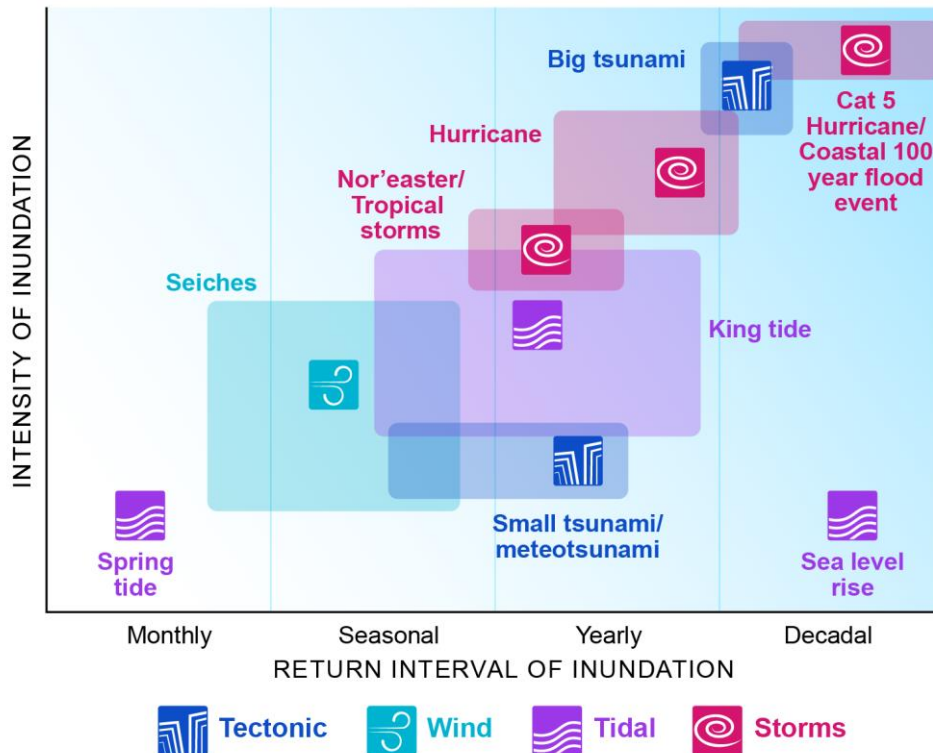 INTENSITY OF INUNDATION
Big tsunami
Cat 5
Hurricane/
Coastal 100
year flood
event
Hurricane
Nor’easter/
Tropical
storms
Seiches
King tide
Small tsunami/
meteotsunami
Spring
tide
Sea level
rise
Monthly
Seasonal
Yearly
Decadal
RETURN INTERVAL OF INUNDATION
Tectonic
Wind
Tidal
Storms